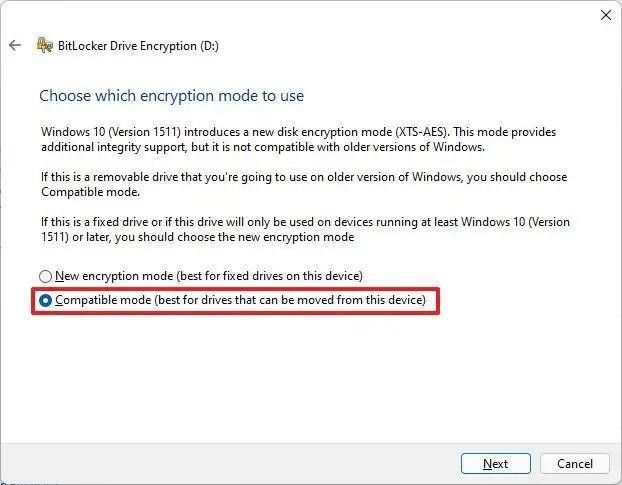 BitLocker Drive Encryption (D:)
Choose which encryption mode to use
Windows 10 (Version 1511) introduces a new disk encryption mode (XTS-AES). This mode provides
additional integrity support, but it is not compatible with older versions of Windows.
If this is a removable drive that you're going to use on older version of Windows, you should choose
Compatible mode.
If this is a fixed drive or if this drive will only be used on devices running at least Windows 10 (Version
1511) or later, you should choose the new encryption mode
New encryption mode (best for fixed drives on this device)
Compatible mode (best for drives that can be moved from this device)
Next
Cancel